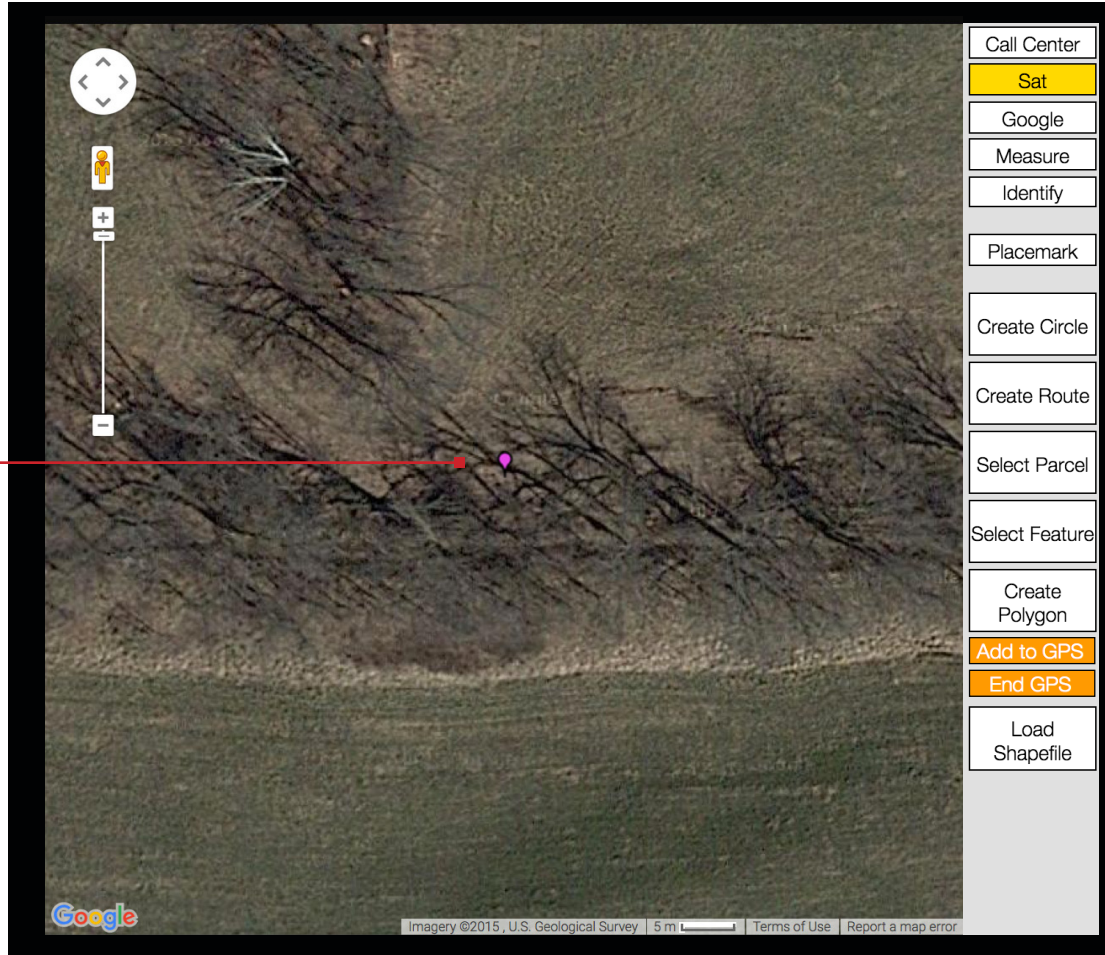 Call Center
Sat
Google
Measure
Identify
Placemark
Create Circle
Create Route
Select Parcel
Select Feature
Create
Polygon
Add to GPS
End GPS
Load
Shapefile
Google
Imagery ©2015 , U.S. Geological Survey
5 m
Terms of Use
Report a map error